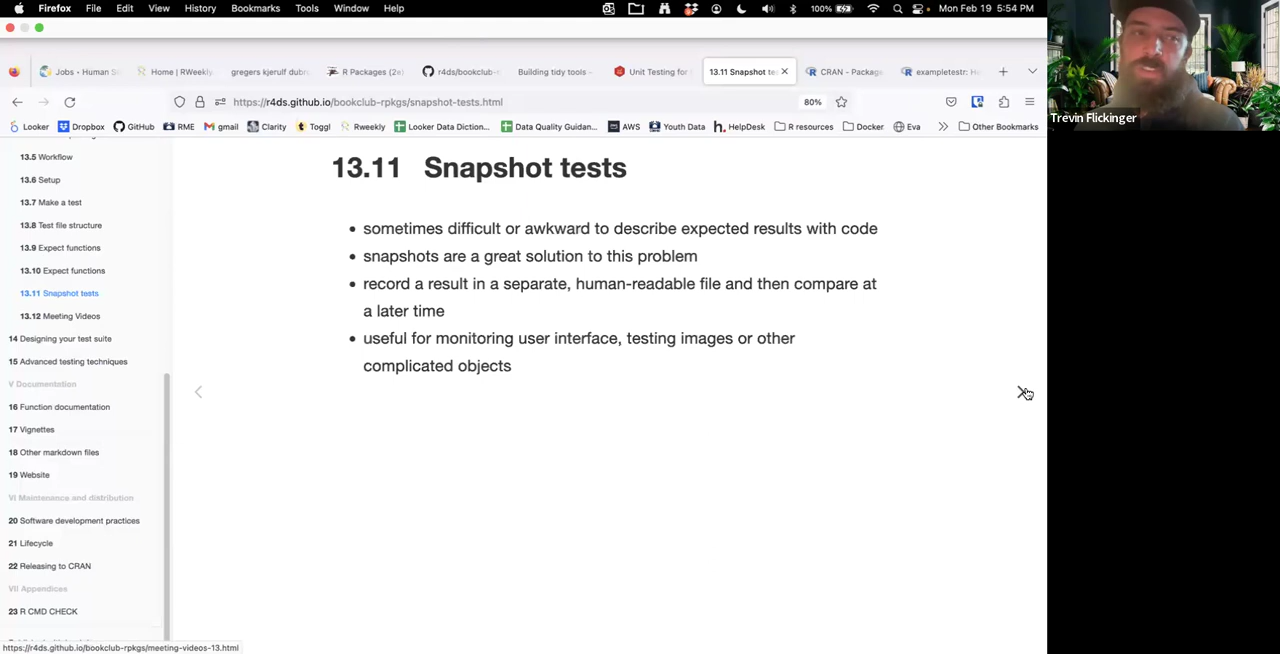 Firefox File Edit View History Bookmarks Tools Window Help 100% Mon Feb 19 5:54 PM
Jobs - Human S Home | RWeekly gregers kjerulf dubr R Packages (2e) r4ds/bookclub- Building tidy tools - Unit Testing for 13.11 Snapshot tes CRAN - Package exampletestr: He
https://r4ds.github.io/bookclub-rpkgs/snapshot-tests.html 80%
Looker Dropbox GitHub RME gmail Clarity Toggl Rweekly Looker Data Diction... Data Quality Guidan... AWS Youth Data HelpDesk R resources Docker Eva Other Bookmarks
Trevin Flickinger
13.5 Workflow
13.6 Setup
13.7 Make a test
13.8 Test file structure
13.9 Expect functions
13.10 Expect functions
13.11 Snapshot tests
13.12 Meeting Videos
14 Designing your test suite
15 Advanced testing techniques
V Documentation
16 Function documentation
17 Vignettes
18 Other markdown files
19 Website
VI Maintenance and distribution
20 Software development practices
21 Lifecycle
22 Releasing to CRAN
VII Appendices
23 R CMD CHECK
13.11 Snapshot tests
• sometimes difficult or awkward to describe expected results with code
• snapshots are a great solution to this problem
• record a result in a separate, human-readable file and then compare at
a later time
• useful for monitoring user interface, testing images or other
complicated objects
https://r4ds.github.io/bookclub-rpkgs/meeting-videos-13.html